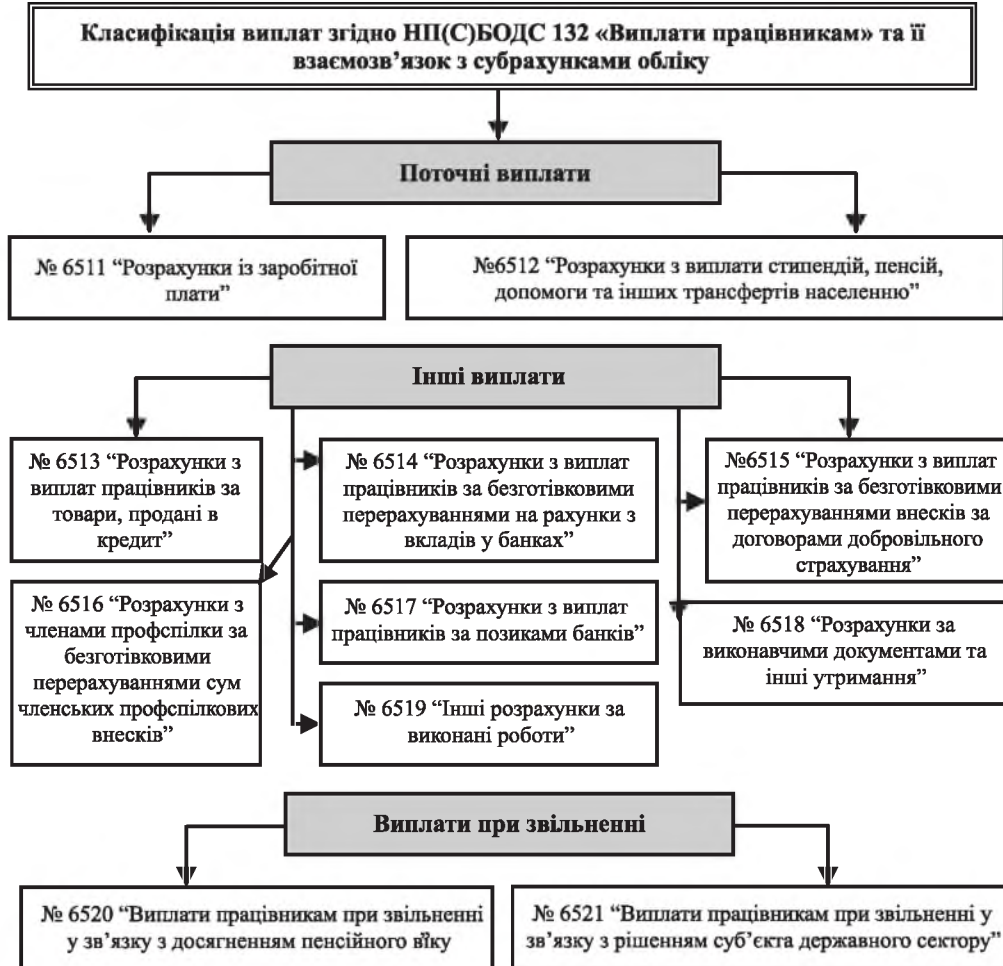 Класифікація виплат згідно НП(С)БОДС 132 «Виплати працівникам» та її
взаємозв’язок з субрахунками обліку
Поточні виплати
№ 6511 “Розрахунки із заробітної
плати”
№6512 “Розрахунки з виплати стипендій, пенсій,
допомоги та інших трансфертів населенню”
Інші виплати
№ 6513 “Розрахунки з
виплат працівників за
товари, продані в
кредит”
№ 6514 “Розрахунки з виплат
працівників за безготівковими
перерахуваннями на рахунки з
вкладів у банках”
№6515 “Розрахунки з виплат
працівників за безготівковими
перерахуваннями внесків за
договорами добровільного
страхування”
№ 6516 “Розрахунки з
членами профспілки за
безготівковими
перерахуваннями сум
членських профспілкових
внесків”
№ 6517 “Розрахунки з виплат
працівників за позиками банків”
№ 6518 “Розрахунки за
виконавчими документами та
інші утримання”
№ 6519 “Інші розрахунки за
виконані роботи”
Виплати при звільненні
№ 6520 “Виплати працівникам при звільненні
у зв’язку з досягненням пенсійного віку
№ 6521 “Виплати працівникам при звільненні у
зв’язку з рішенням суб’єкта державного сектору”